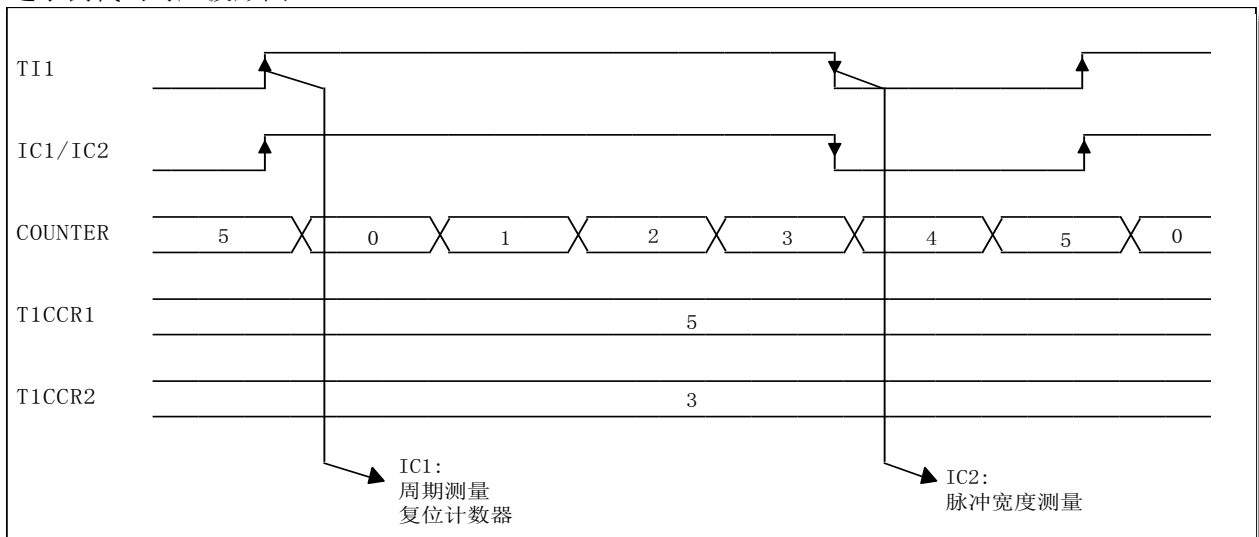 TI1
IC1/IC2
COUNTER 5 0 1 2 3 4 5 0
T1CCR1 5
T1CCR2 3
IC1:
周期测量
复位计数器
IC2:
脉冲宽度测量